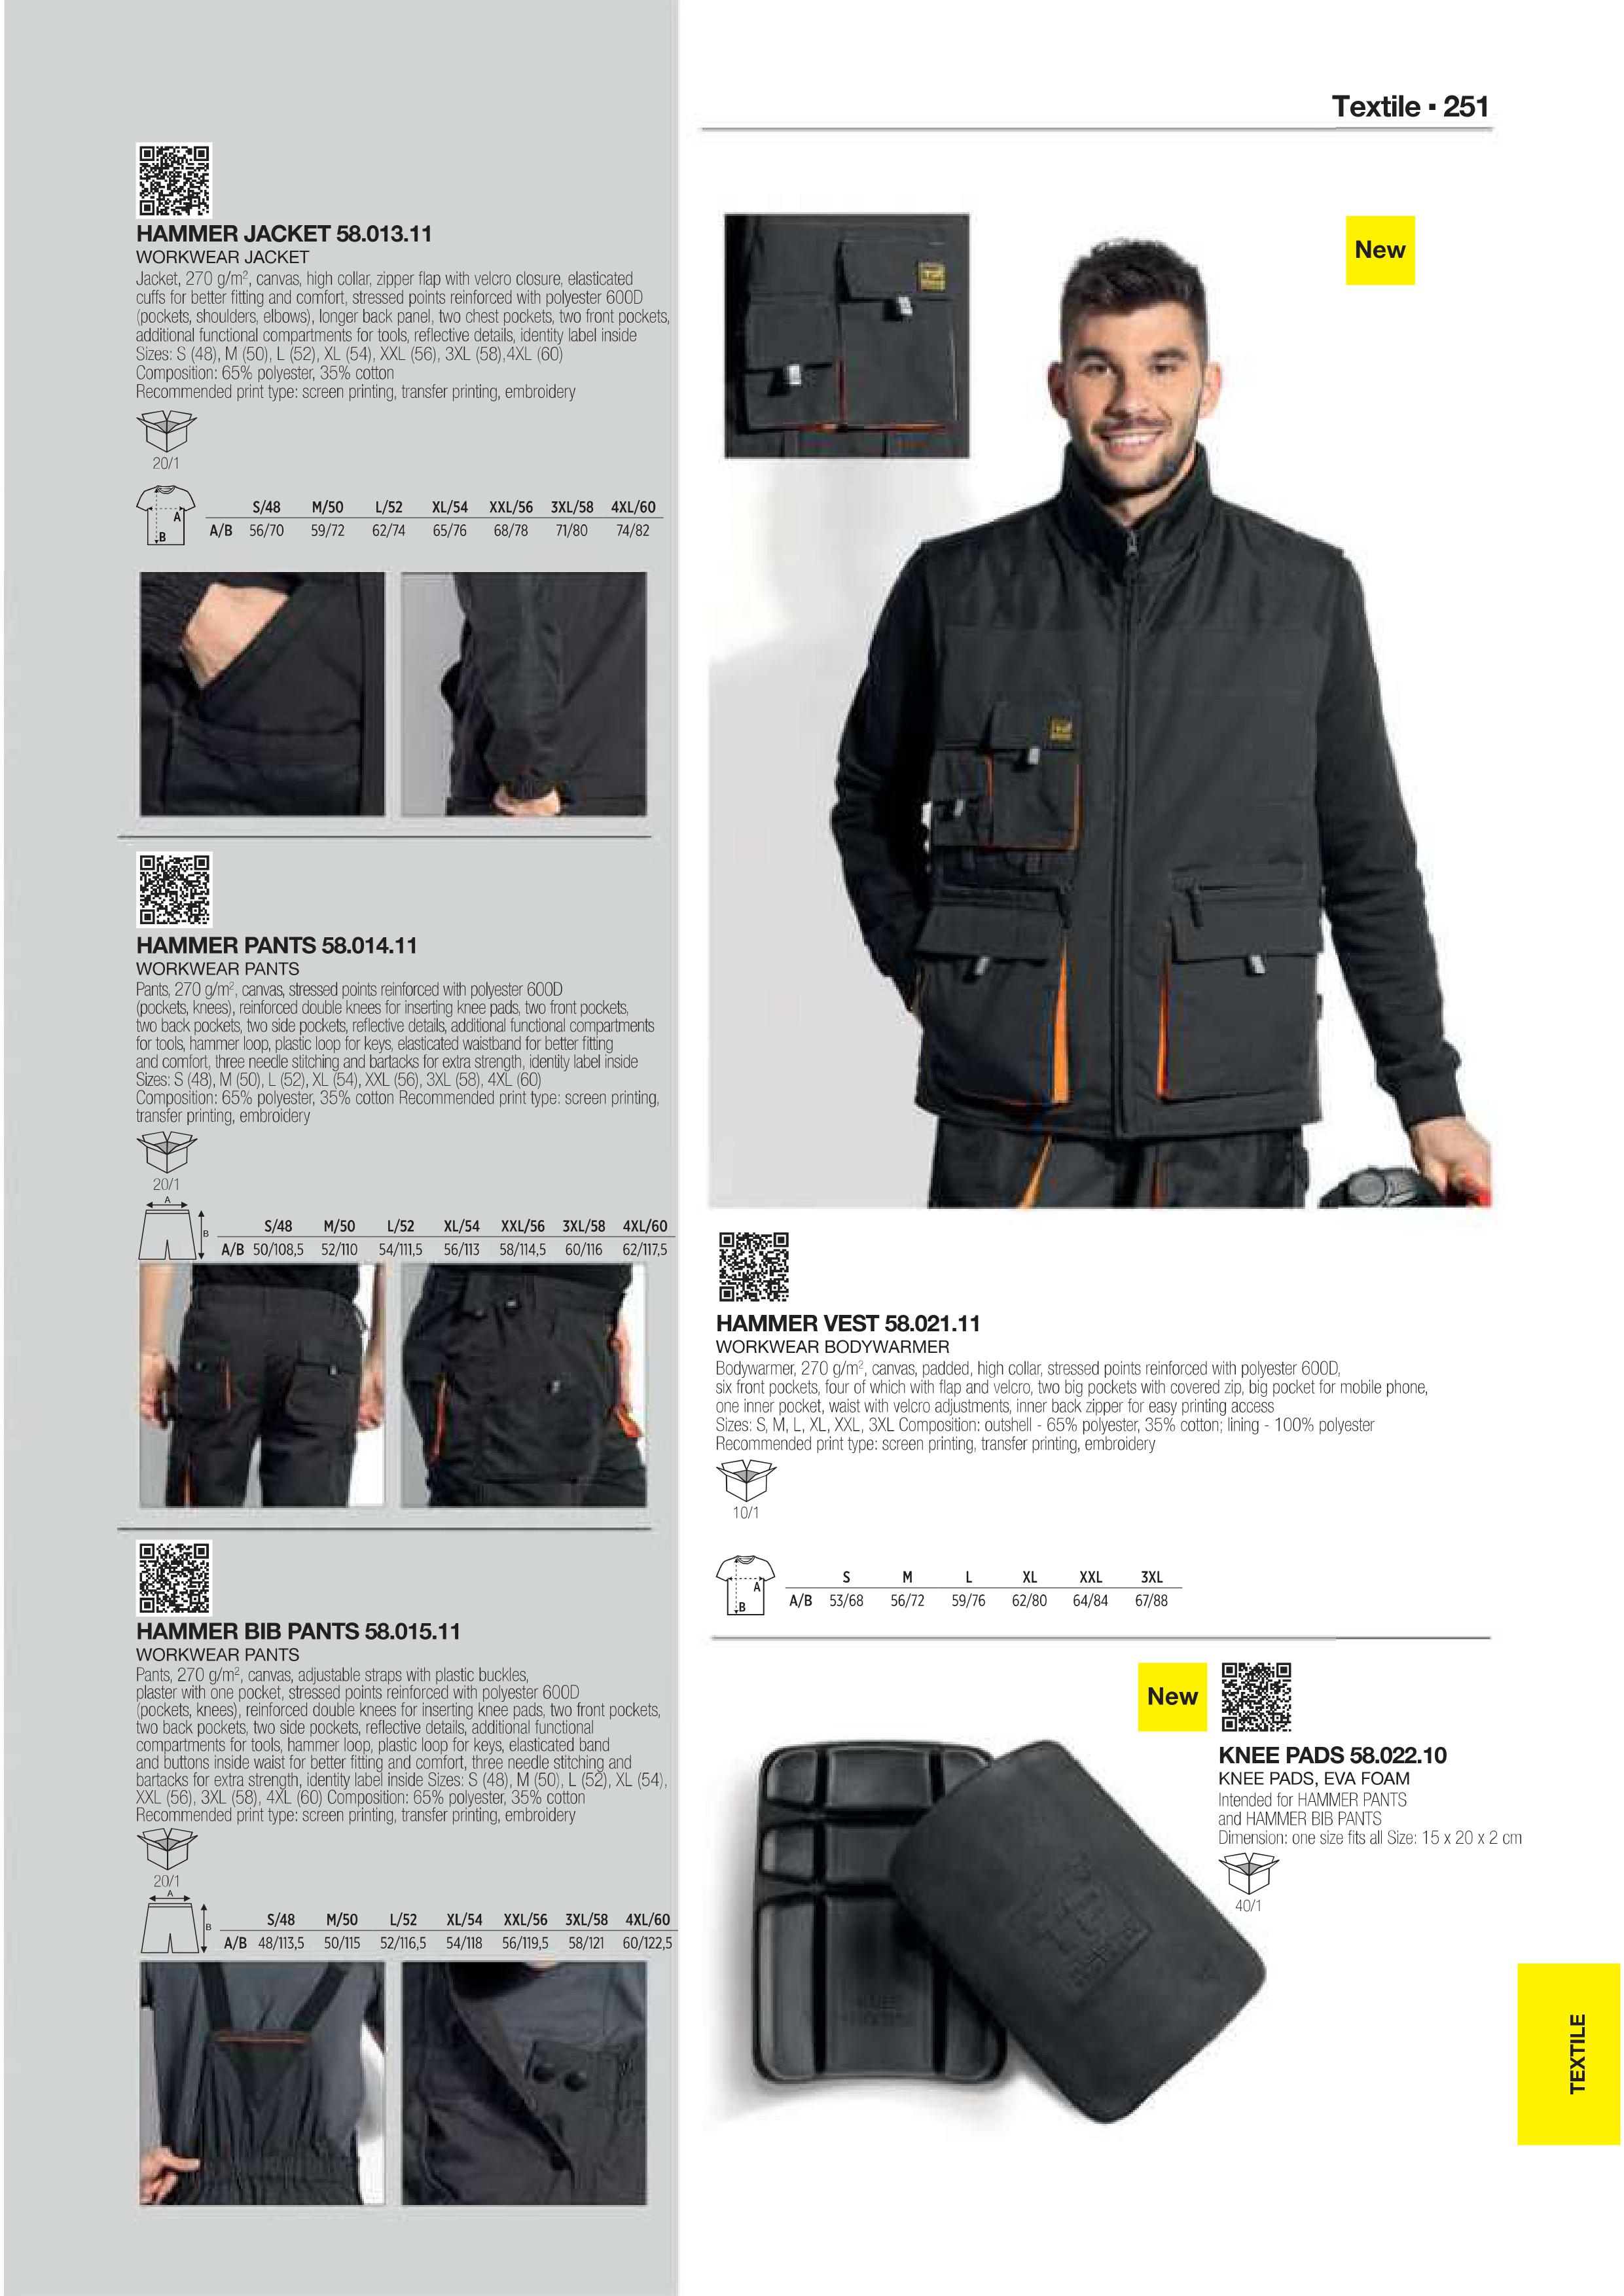 Textile ▪ 251
HAMMER JACKET 58.013.11
WORKWEAR JACKET
Jacket, 270 g/m², canvas, high collar, zipper flap with velcro closure, elasticated
cuffs for better fitting and comfort, stressed points reinforced with polyester 600D
(pockets, shoulders, elbows), longer back panel, two chest pockets, two front pockets,
additional functional compartments for tools, reflective details, identity label inside
Sizes: S (48), M (50), L (52), XL (54), XXL (56), 3XL (58),4XL (60)
Composition: 65% polyester, 35% cotton
Recommended print type: screen printing, transfer printing, embroidery
20/1
A
B
S/48 M/50 L/52 XL/54 XXL/56 3XL/58 4XL/60
A/B 56/70 59/72 62/74 65/76 68/78 71/80 74/82
HAMMER PANTS 58.014.11
WORKWEAR PANTS
Pants, 270 g/m², canvas, stressed points reinforced with polyester 600D
(pockets, knees), reinforced double knees for inserting knee pads, two front pockets,
two back pockets, two side pockets, reflective details, additional functional compartments
for tools, hammer loop, plastic loop for keys, elasticated waistband for better fitting
and comfort, three needle stitching and bartacks for extra strength, identity label inside
Sizes: S (48), M (50), L (52), XL (54), XXL (56), 3XL (58), 4XL (60)
Composition: 65% polyester, 35% cotton Recommended print type: screen printing,
transfer printing, embroidery
20/1
A
B
S/48 M/50 L/52 XL/54 XXL/56 3XL/58 4XL/60
A/B 50/108,5 52/110 54/111,5 56/113 58/114,5 60/116 62/117,5
HAMMER BIB PANTS 58.015.11
WORKWEAR PANTS
Pants, 270 g/m², canvas, adjustable straps with plastic buckles,
plaster with one pocket, stressed points reinforced with polyester 600D
(pockets, knees), reinforced double knees for inserting knee pads, two front pockets,
two back pockets, two side pockets, reflective details, additional functional
compartments for tools, hammer loop, plastic loop for keys, elasticated band
and buttons inside waist for better fitting and comfort, three needle stitching and
bartacks for extra strength, identity label inside Sizes: S (48), M (50), L (52), XL (54),
XXL (56), 3XL (58), 4XL (60) Composition: 65% polyester, 35% cotton
Recommended print type: screen printing, transfer printing, embroidery
20/1
A
B
S/48 M/50 L/52 XL/54 XXL/56 3XL/58 4XL/60
A/B 48/113,5 50/115 52/116,5 54/118 56/119,5 58/121 60/122,5
New
HAMMER VEST 58.021.11
WORKWEAR BODYWARMER
Bodywarmer, 270 g/m², canvas, padded, high collar, stressed points reinforced with polyester 600D,
six front pockets, four of which with flap and velcro, two big pockets with covered zip, big pocket for mobile phone,
one inner pocket, waist with velcro adjustments, inner back zipper for easy printing access
Sizes: S, M, L, XL, XXL, 3XL Composition: outshell - 65% polyester, 35% cotton; lining - 100% polyester
Recommended print type: screen printing, transfer printing, embroidery
10/1
A
B
S M L XL XXL 3XL
A/B 53/68 56/72 59/76 62/80 64/84 67/88
New
KNEE PADS 58.022.10
KNEE PADS, EVA FOAM
Intended for HAMMER PANTS
and HAMMER BIB PANTS
Dimension: one size fits all Size: 15 x 20 x 2 cm
40/1
TEXTILE